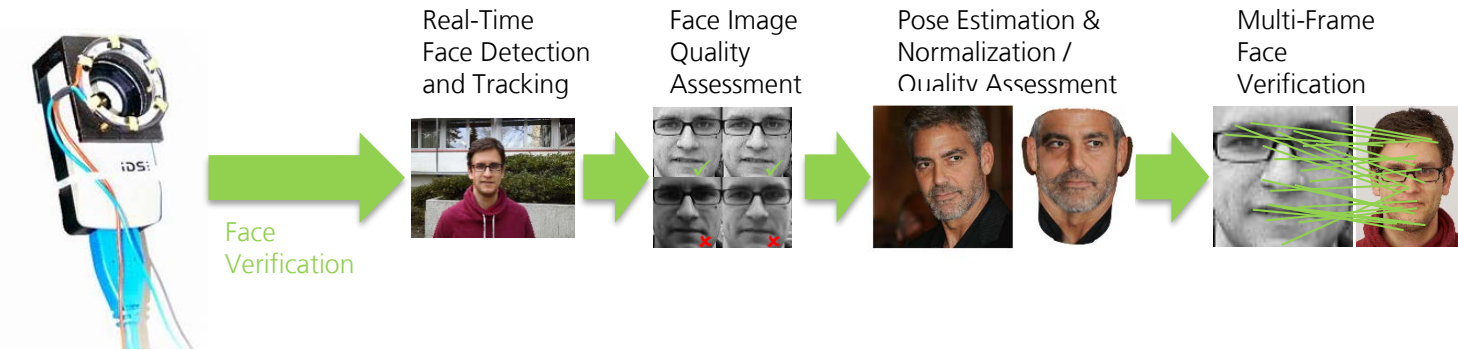 Real-Time
Face Detection
and Tracking
Face Image
Quality
Assessment
Pose Estimation &
Normalization /
Quality Assessment
Multi-Frame
Face
Verification
iDS:
Face
Verification